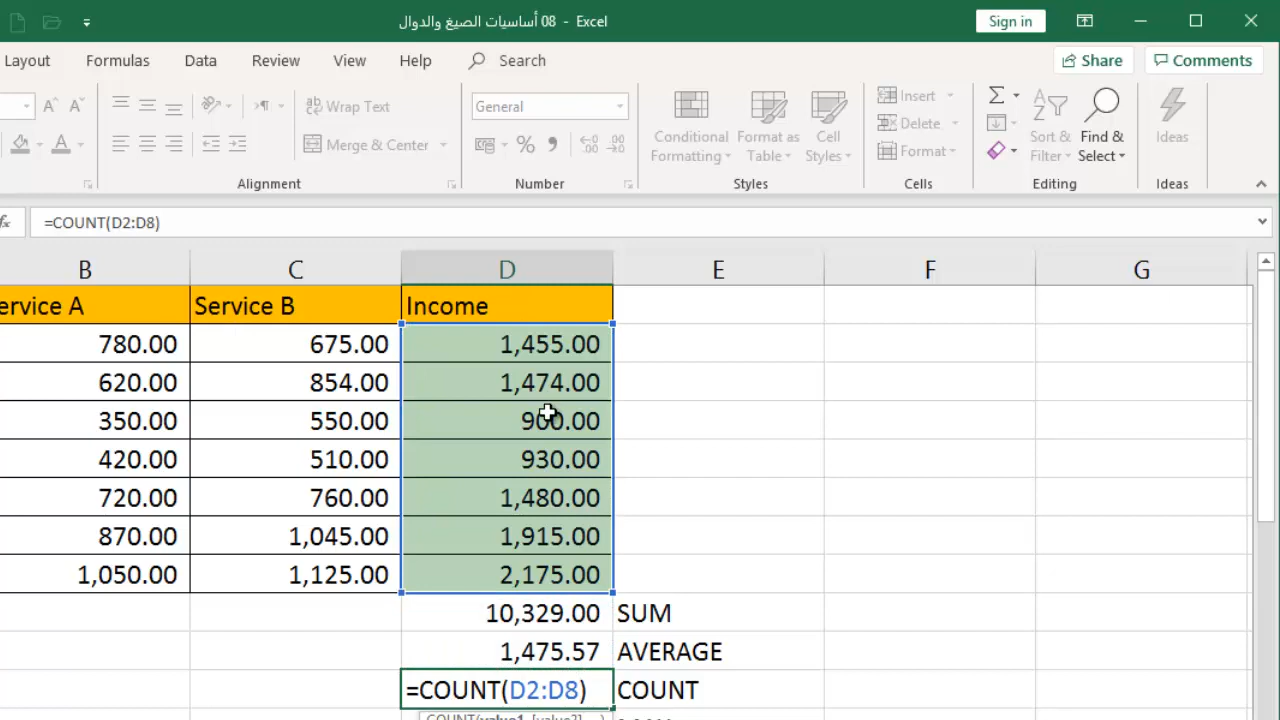 08 أساسيات الصيغ والدوال - Excel
Sign in
Layout Formulas Data Review View Help Search Share Comments
Wrap Text General Insert
Merge & Center Conditional Formatting Format as Table Cell Styles Delete Sort & Filter Find & Select Ideas
Format
Alignment Number Styles Cells Editing Ideas
fx =COUNT(D2:D8)
B C D E F G
ervice A Service B Income
780.00 675.00 1,455.00
620.00 854.00 1,474.00
350.00 550.00 900.00
420.00 510.00 930.00
720.00 760.00 1,480.00
870.00 1,045.00 1,915.00
1,050.00 1,125.00 2,175.00
10,329.00 SUM
1,475.57 AVERAGE
=COUNT(D2:D8) COUNT